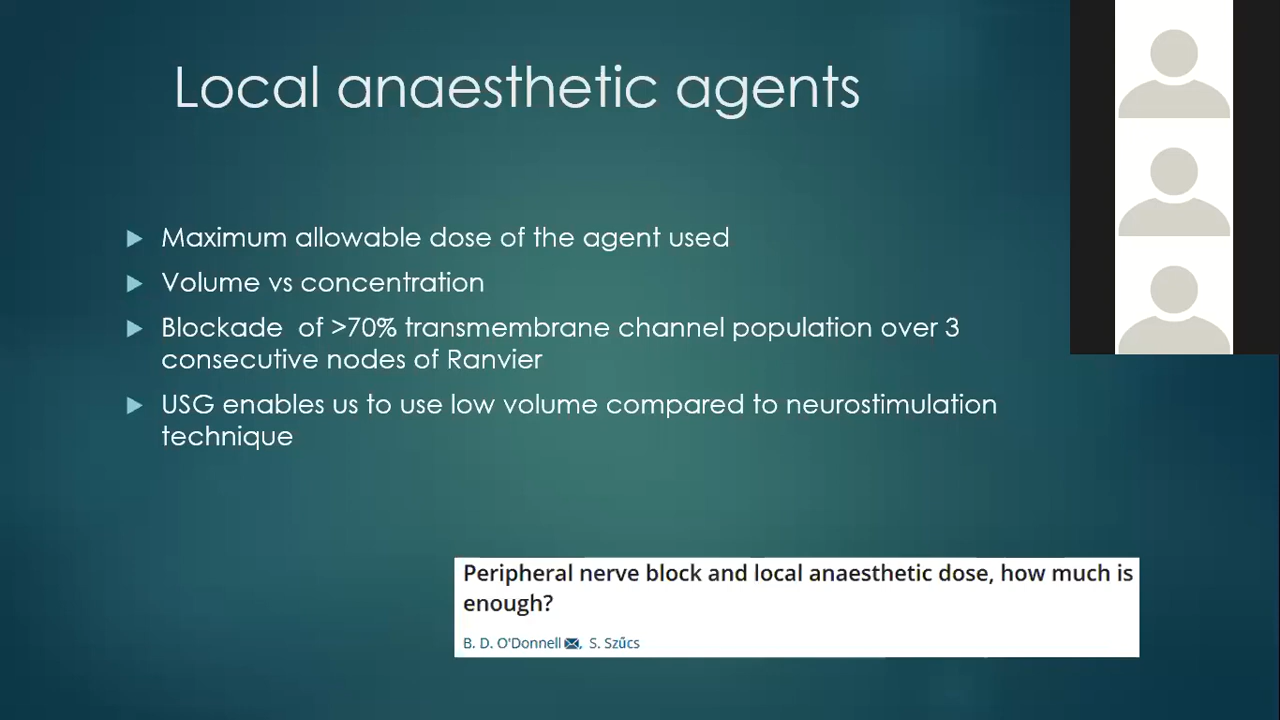 Local anaesthetic agents
Maximum allowable dose of the agent used
Volume vs concentration
Blockade of >70% transmembrane channel population over 3
consecutive nodes of Ranvier
USG enables us to use low volume compared to neurostimulation
technique
Peripheral nerve block and local anaesthetic dose, how much is
enough?
B. D. O'Donnell, S. Szűcs